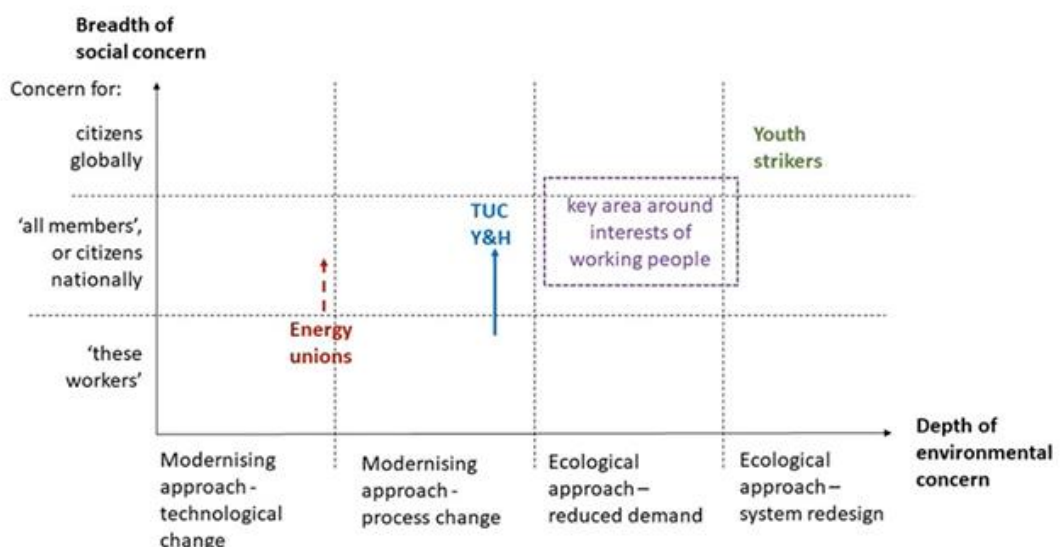 Breadth of
social concern
Concern for:
citizens
globally
Youth
strikers
'all members',
or citizens
nationally
TUC
Y&H
key area around
interests of
working people
Energy
unions
'these
workers'
Depth of
environmental
concern
Modernising
approach -
technological
change
Modernising
approach -
process change
Ecological
approach –
reduced demand
Ecological
approach –
system redesign